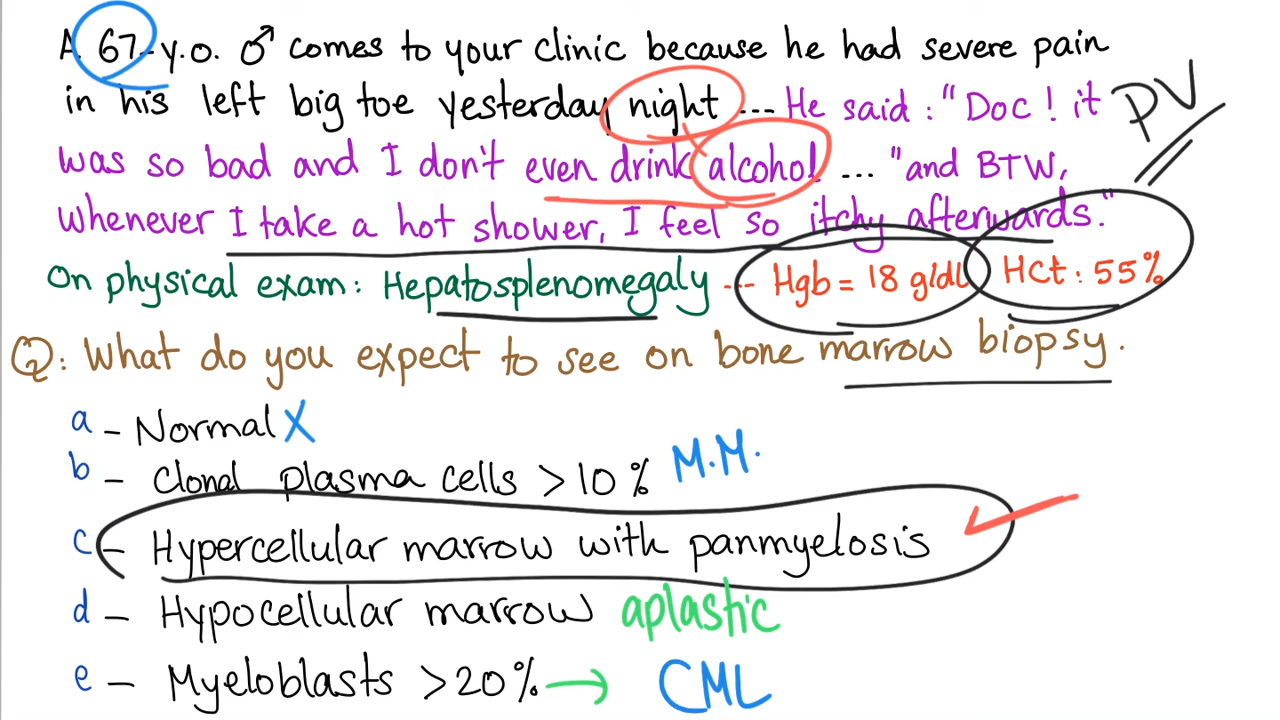 A 67-y.o. ♂ comes to your clinic because he had severe pain
in his left big toe yesterday night --- He said : "Doc! it
PV
was so bad and I don't even drink alcohol ... "and BTW,
whenever I take a hot shower, I feel so itchy afterwards."
On physical exam: Hepatosplenomegaly --- Hgb = 18 g/dL HCt : 55%
Q: What do you expect to see on bone marrow biopsy.
a - Normal X
b - Clonal plasma cells >10% M.M.
c - Hypercellular marrow with panmyelosis
d - Hypocellular marrow aplastic
e - Myeloblasts >20% → CML